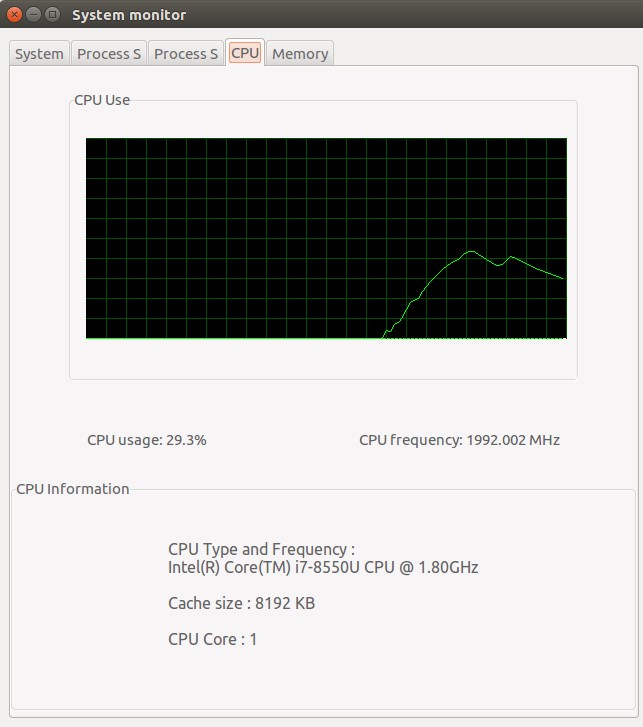 System monitor
System
Process S
Process S
CPU
Memory
CPU Use
CPU usage: 29.3%
CPU frequency: 1992.002 MHz
CPU Information
CPU Type and Frequency :
Intel(R) Core(TM) i7-8550U CPU @ 1.80GHz
Cache size : 8192 KB
CPU Core : 1